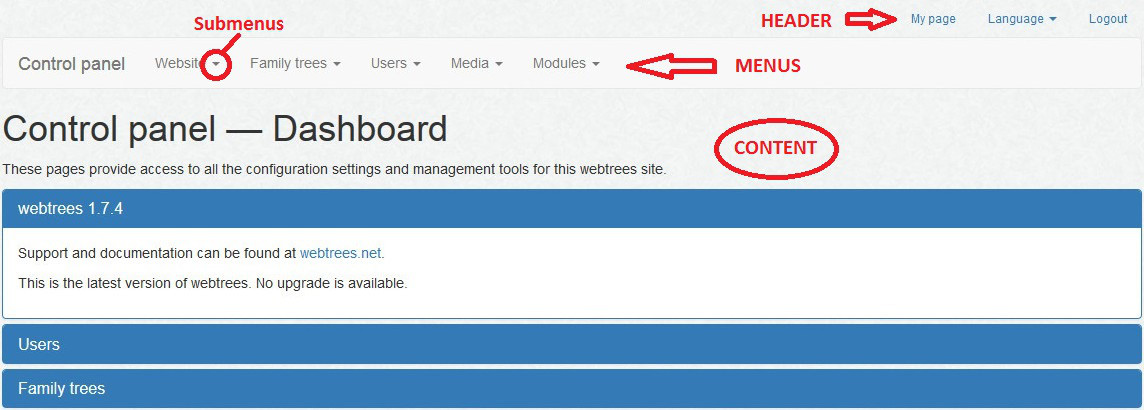 Submenus
HEADER My page Language Logout
Control panel Website Family trees Users Media Modules MENUS
Control panel — Dashboard
CONTENT
These pages provide access to all the configuration settings and management tools for this webtrees site.
webtrees 1.7.4
Support and documentation can be found at webtrees.net.
This is the latest version of webtrees. No upgrade is available.
Users
Family trees